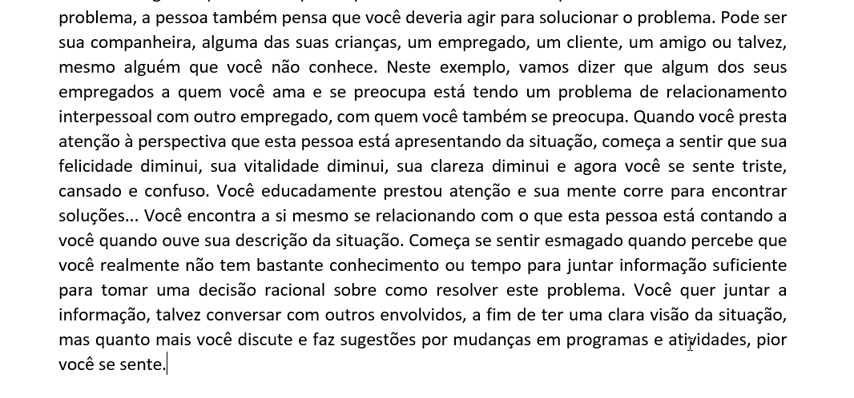 problema, a pessoa também pensa que você deveria agir para solucionar o problema. Pode ser
sua companheira, alguma das suas crianças, um empregado, um cliente, um amigo ou talvez,
mesmo alguém que você não conhece. Neste exemplo, vamos dizer que algum dos seus
empregados a quem você ama e se preocupa está tendo um problema de relacionamento
interpessoal com outro empregado, com quem você também se preocupa. Quando você presta
atenção à perspectiva que esta pessoa está apresentando da situação, começa a sentir que sua
felicidade diminui, sua vitalidade diminui, sua clareza diminui e agora você se sente triste,
cansado e confuso. Você educadamente prestou atenção e sua mente corre para encontrar
soluções... Você encontra a si mesmo se relacionando com o que esta pessoa está contando a
você quando ouve sua descrição da situação. Começa se sentir esmagado quando percebe que
você realmente não tem bastante conhecimento ou tempo para juntar informação suficiente
para tomar uma decisão racional sobre como resolver este problema. Você quer juntar a
informação, talvez conversar com outros envolvidos, a fim de ter uma clara visão da situação,
mas quanto mais você discute e faz sugestões por mudanças em programas e atividades, pior
você se sente.